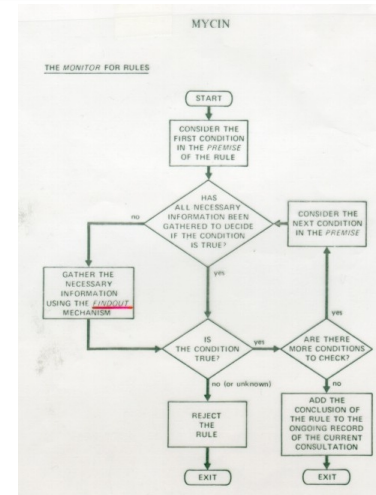 MYCIN
THE MONITOR FOR RULES
START
CONSIDER THE
FIRST CONDITION
IN THE PREMISE
OF THE RULE
HAS
ALL NECESSARY
INFORMATION BEEN
GATHERED TO DECIDE
IF THE CONDITION
IS TRUE?
no
yes
CONSIDER THE
NEXT CONDITION
IN THE PREMISE
GATHER THE
NECESSARY
INFORMATION
USING THE FINDOUT
MECHANISM
IS
THE CONDITION
TRUE?
yes
no (or unknown)
ARE THERE
MORE CONDITIONS
TO CHECK?
yes
no
REJECT
THE
RULE
EXIT
ADD THE
CONCLUSION OF
THE RULE TO THE
ONGOING RECORD
OF THE CURRENT
CONSULTATION
EXIT